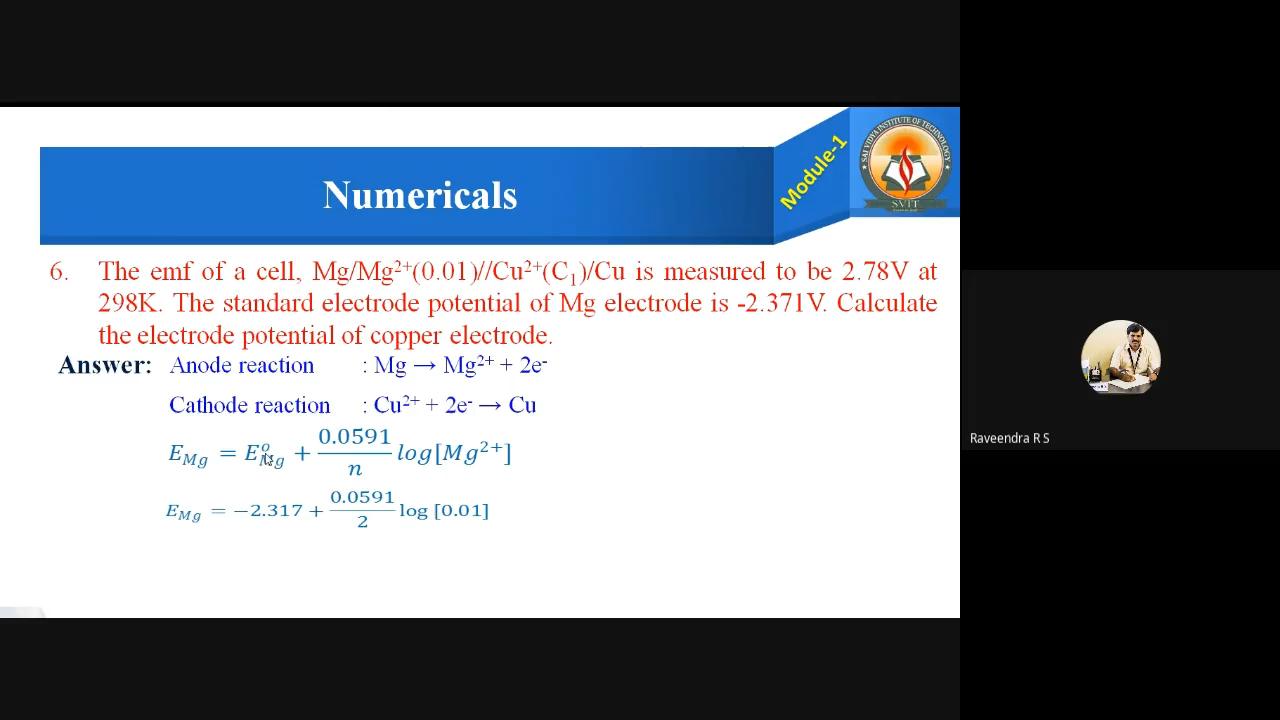 Numericals
Module-1
SAI VIDYA INSTITUTE OF TECHNOLOGY
SVIT
6. The emf of a cell, Mg/Mg²⁺(0.01)//Cu²⁺(C₁)/Cu is measured to be 2.78V at
298K. The standard electrode potential of Mg electrode is -2.371V. Calculate
the electrode potential of copper electrode.
Answer: Anode reaction : Mg → Mg²⁺ + 2e⁻
Cathode reaction : Cu²⁺ + 2e⁻ → Cu
E_Mg = E°_Mg + 0.0591/n log[Mg²⁺]
E_Mg = −2.317 + 0.0591/2 log [0.01]
Raveendra R S